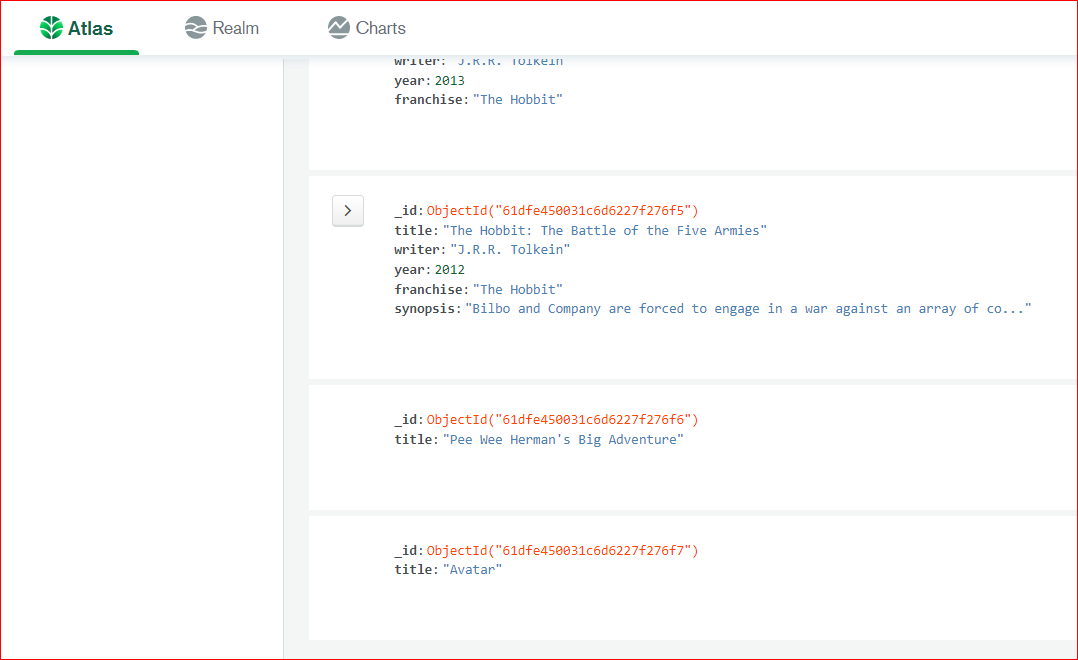 Atlas
Realm
Charts
writer: "J.R.R. Tolkein
year: 2013
franchise: "The Hobbit"
_id: ObjectId("61dfe450031c6d6227f276f5")
title: "The Hobbit: The Battle of the Five Armies"
writer: "J.R.R. Tolkein"
year: 2012
franchise: "The Hobbit"
synopsis: "Bilbo and Company are forced to engage in a war against an array of co..."
_id: ObjectId("61dfe450031c6d6227f276f6")
title: "Pee Wee Herman's Big Adventure"
_id: ObjectId("61dfe450031c6d6227f276f7")
title: "Avatar"